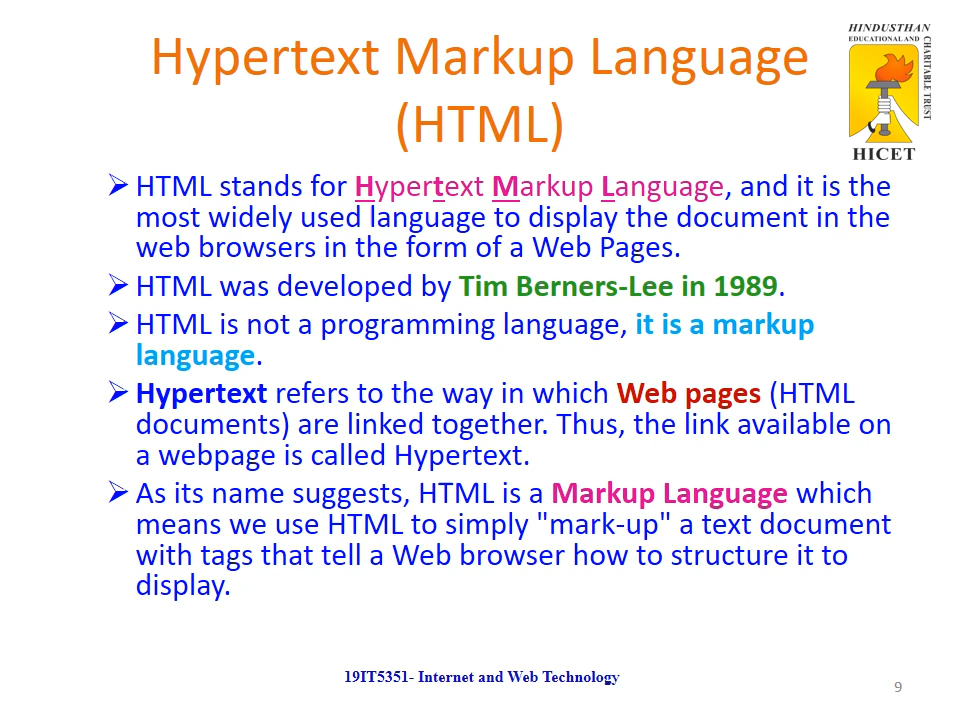 Hypertext Markup Language
(HTML)
HINDUSTHAN
EDUCATIONAL AND
CHARITABLE TRUST
HICET
➢ HTML stands for Hypertext Markup Language, and it is the
most widely used language to display the document in the
web browsers in the form of a Web Pages.
➢ HTML was developed by Tim Berners-Lee in 1989.
➢ HTML is not a programming language, it is a markup
language.
➢ Hypertext refers to the way in which Web pages (HTML
documents) are linked together. Thus, the link available on
a webpage is called Hypertext.
➢ As its name suggests, HTML is a Markup Language which
means we use HTML to simply "mark-up" a text document
with tags that tell a Web browser how to structure it to
display.
19IT5351- Internet and Web Technology
9